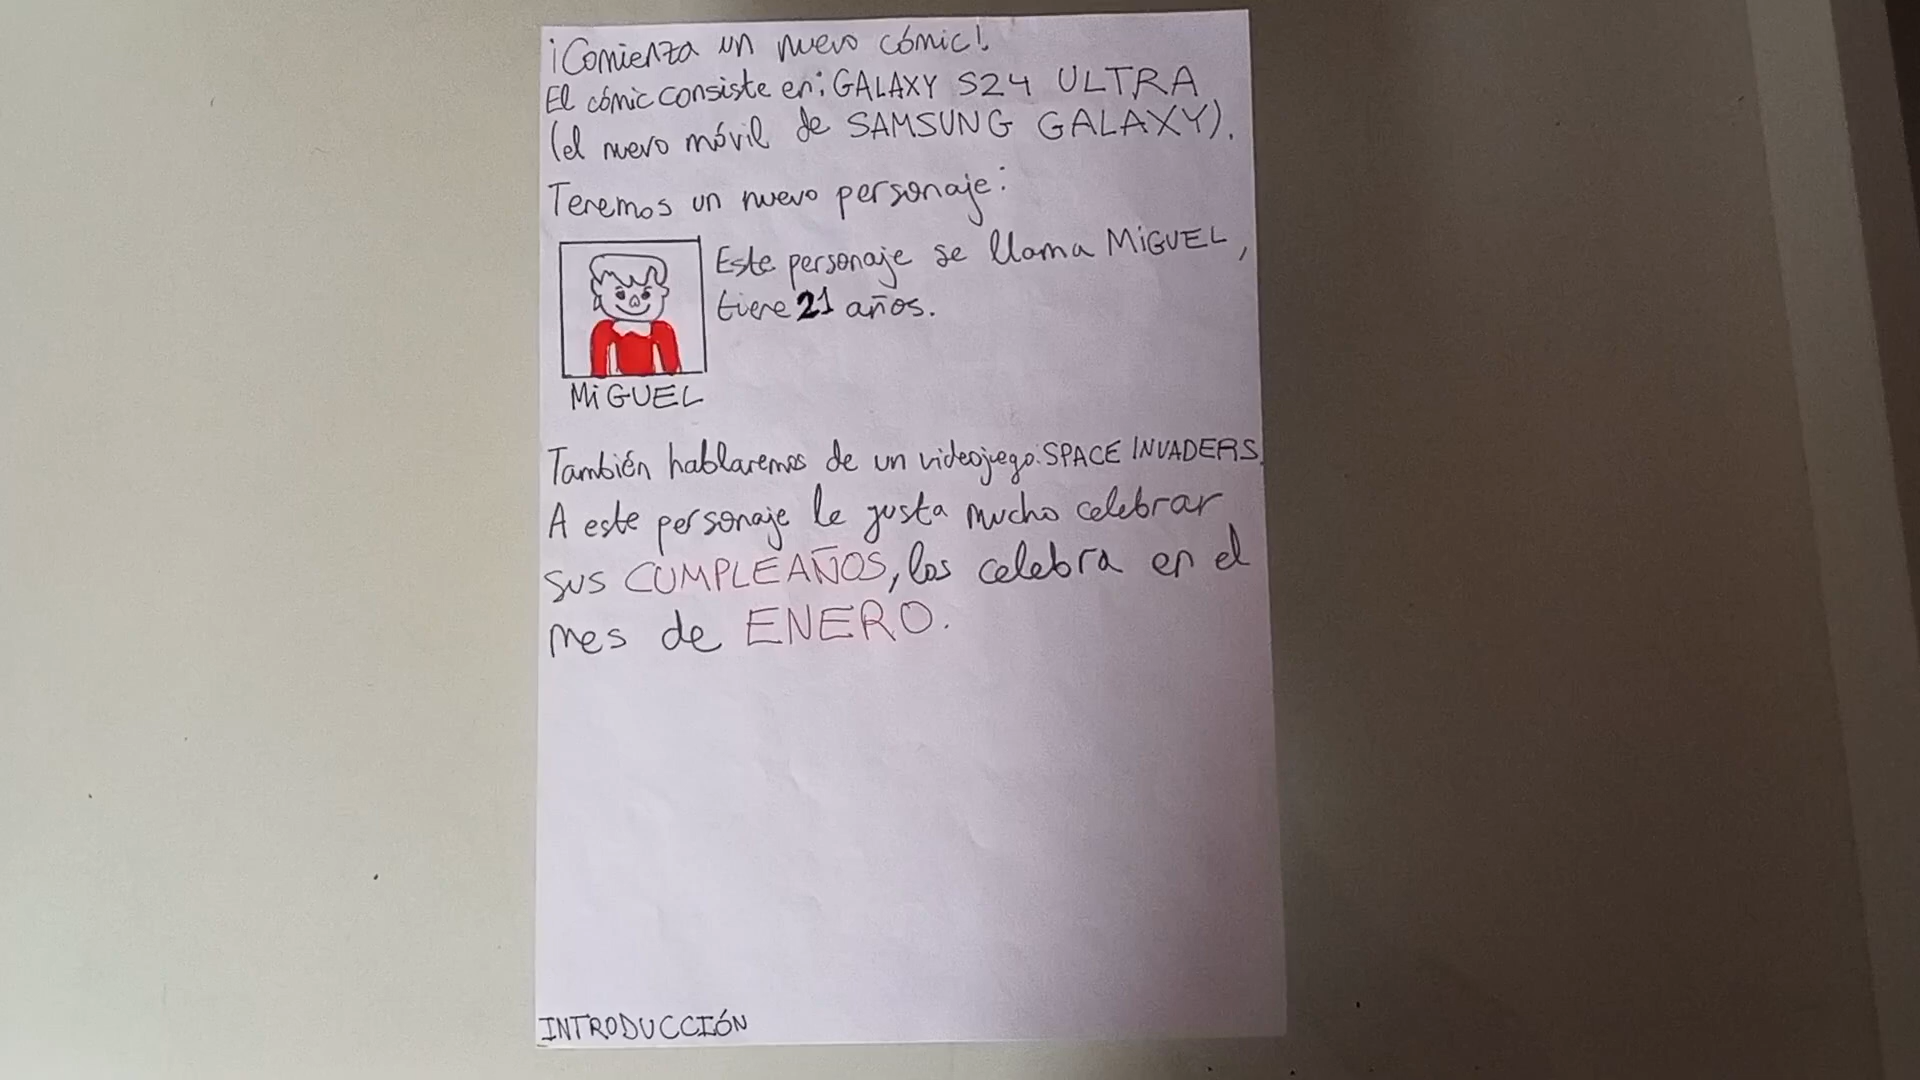 ¡Comienza un nuevo cómic!
El cómic consiste en: GALAXY S24 ULTRA
(el nuevo móvil de SAMSUNG GALAXY).
Tenemos un nuevo personaje:
Este personaje se llama MiGUEL,
tiene 21 años.
MiGUEL
También hablaremos de un videojuego: SPACE INVADERS.
A este personaje le gusta mucho celebrar
sus CUMPLEAÑOS, los celebra en el
mes de ENERO.
INTRODUCCIÓN